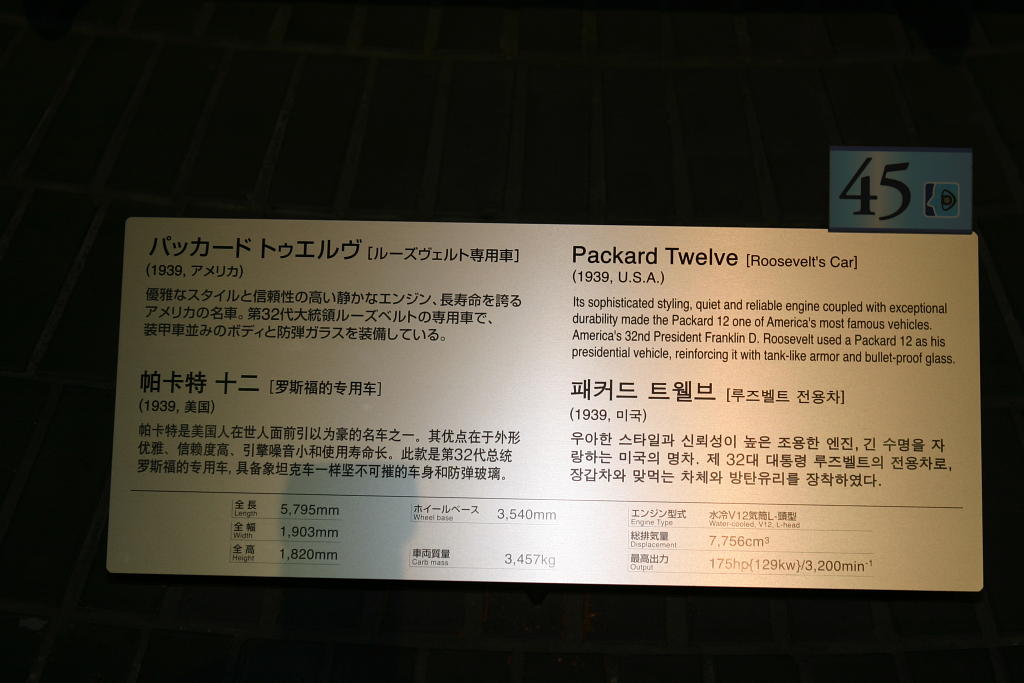 45
パッカード トゥエルヴ [ルーズヴェルト専用車]
(1939, アメリカ)
優雅なスタイルと信頼性の高い静かなエンジン、長寿命を誇る
アメリカの名車。第32代大統領ルーズベルトの専用車で、
装甲車並みのボディと防弾ガラスを装備している。
Packard Twelve [Roosevelt's Car]
(1939, U.S.A.)
Its sophisticated styling, quiet and reliable engine coupled with exceptional
durability made the Packard 12 one of America's most famous vehicles.
America's 32nd President Franklin D. Roosevelt used a Packard 12 as his
presidential vehicle, reinforcing it with tank-like armor and bullet-proof glass.
帕卡特 十二 [罗斯福的专用车]
(1939, 美国)
帕卡特是美国人在世人面前引以为豪的名车之一。其优点在于外形
优雅、信赖度高、引擎噪音小和使用寿命长。此款是第32代总统
罗斯福的专用车, 具备象坦克车一样坚不可摧的车身和防弹玻璃。
패커드 트웰브 [루즈벨트 전용차]
(1939, 미국)
우아한 스타일과 신뢰성이 높은 조용한 엔진, 긴 수명을 자
랑하는 미국의 명차. 제 32대 대통령 루즈벨트의 전용차로,
장갑차와 맞먹는 차체와 방탄유리를 장착하였다.
全長 Length 5,795mm
全幅 Width 1,903mm
全高 Height 1,820mm
ホイールベース Wheel base 3,540mm
車両質量 Carb mass 3,457kg
エンジン型式 Engine Type 水冷V12気筒L-頭型 Water-cooled, V12, L-head
総排気量 Displacement 7,756cm³
最高出力 Output 175hp{129kw}/3,200min⁻¹